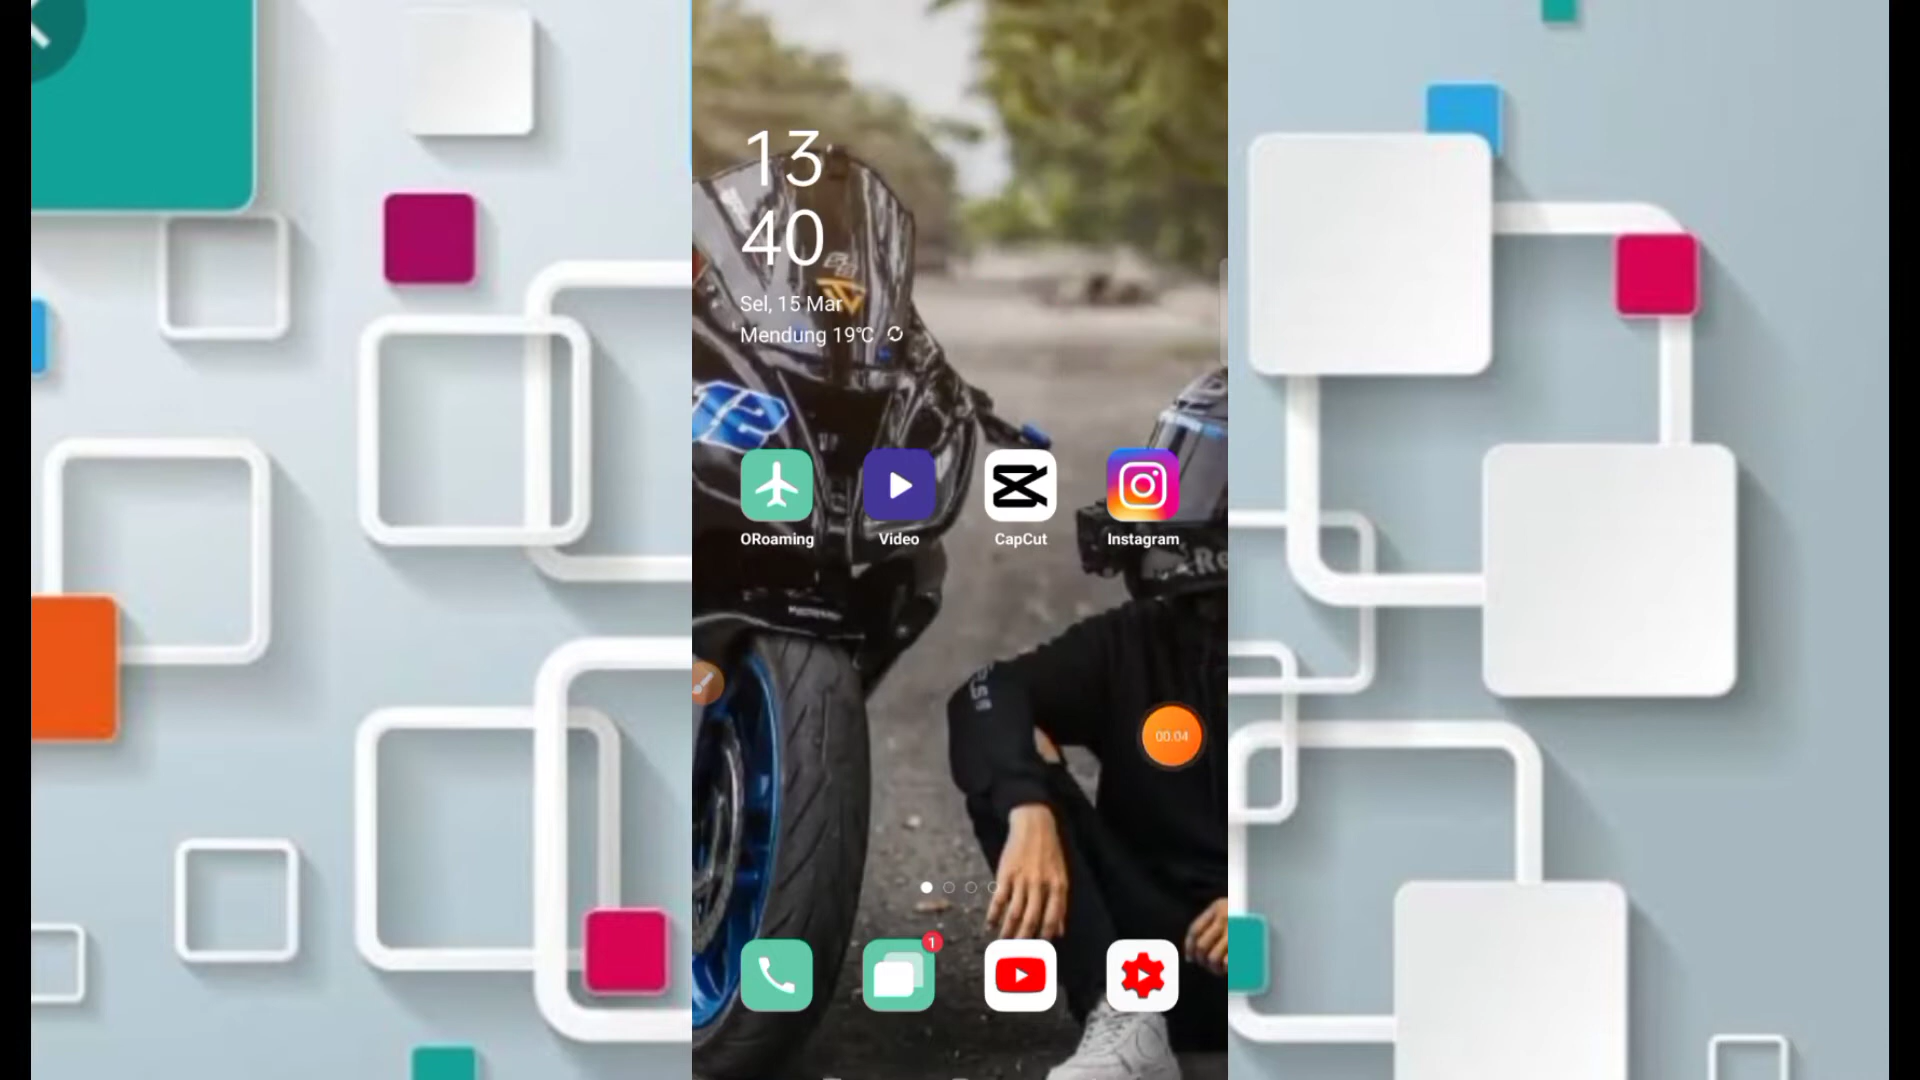 13
40
Sel, 15 Mar
Mendung 19°C
ORoaming
Video
CapCut
Instagram
00:04
1